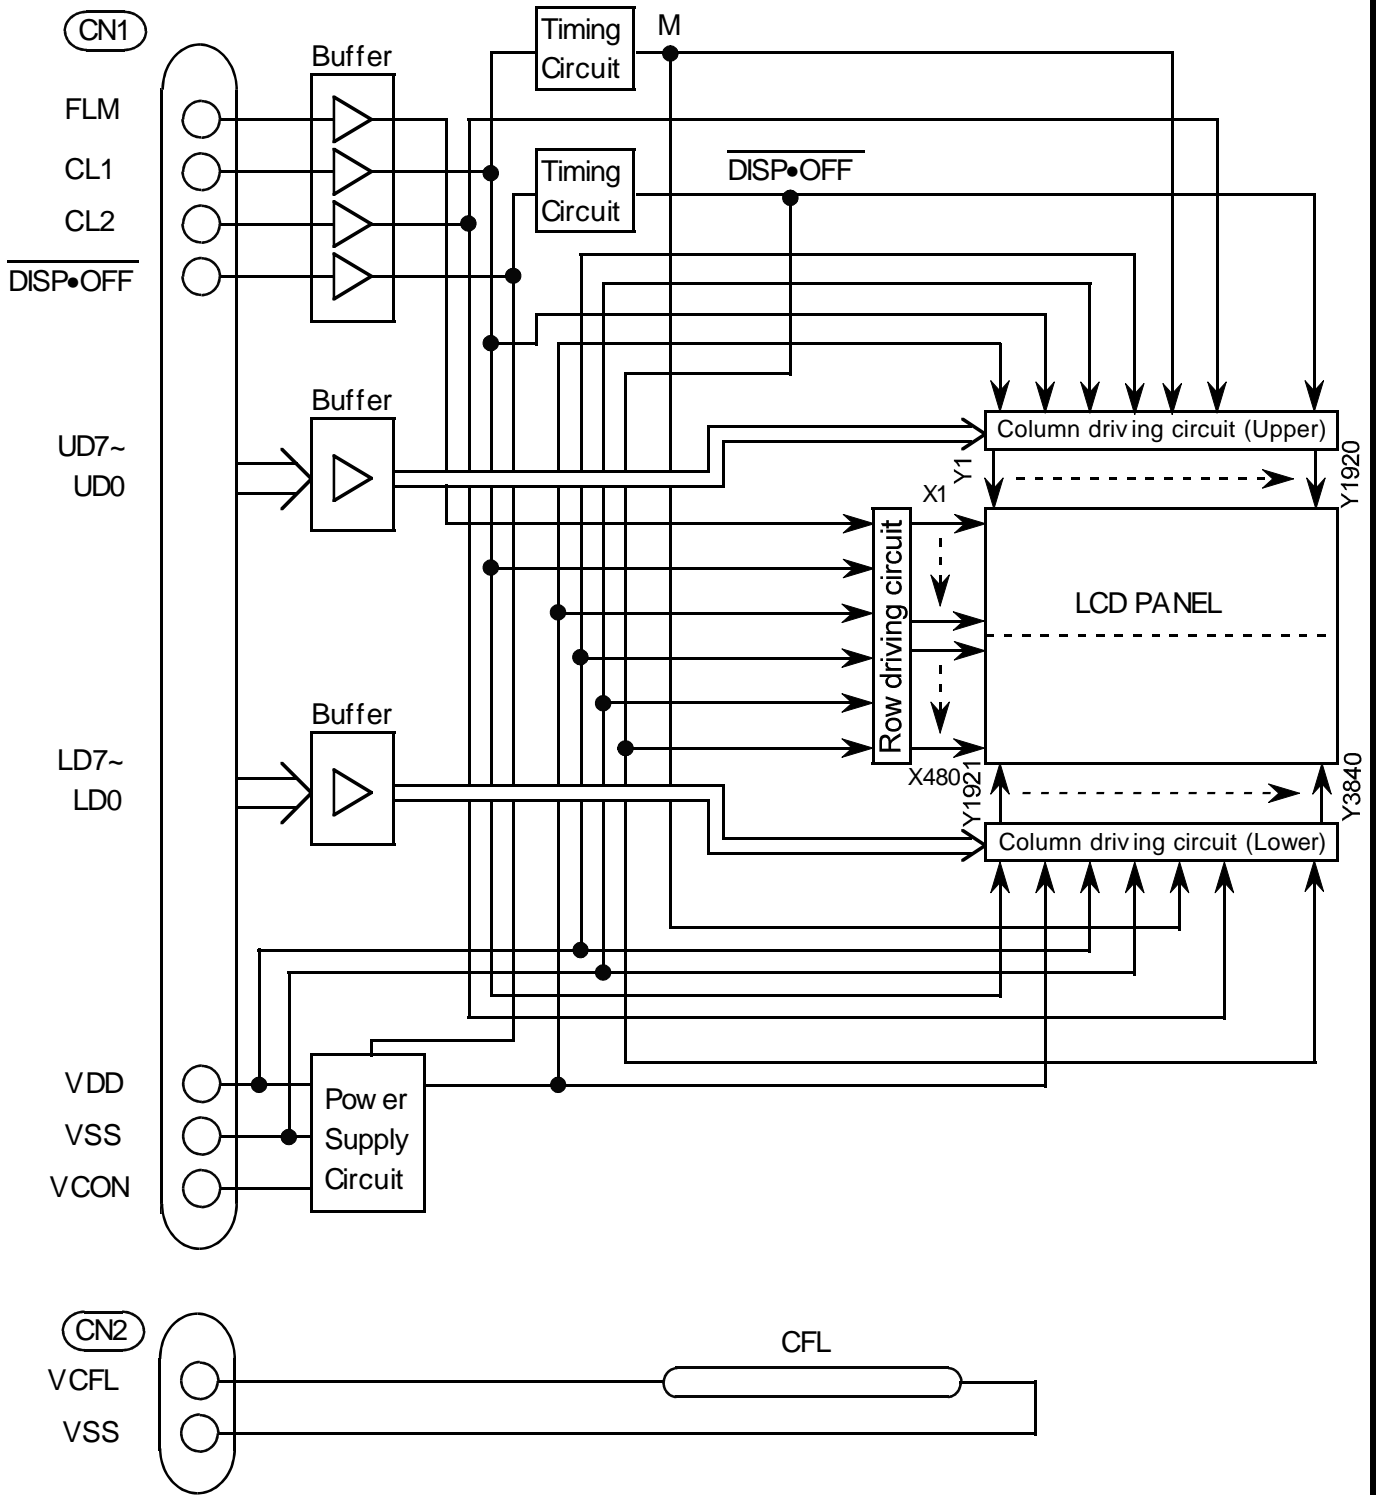 CN1
Timing
Circuit
M
Buffer
FLM
CL1
CL2
DISP•OFF
Timing
Circuit
DISP•OFF
Buffer
UD7~
UD0
Column driving circuit (Upper)
Y1
Y1920
X1
Row driving circuit
LCD PANEL
Buffer
LD7~
LD0
X480
Y1921
Y3840
Column driving circuit (Lower)
VDD
VSS
VCON
Power
Supply
Circuit
CN2
CFL
VCFL
VSS